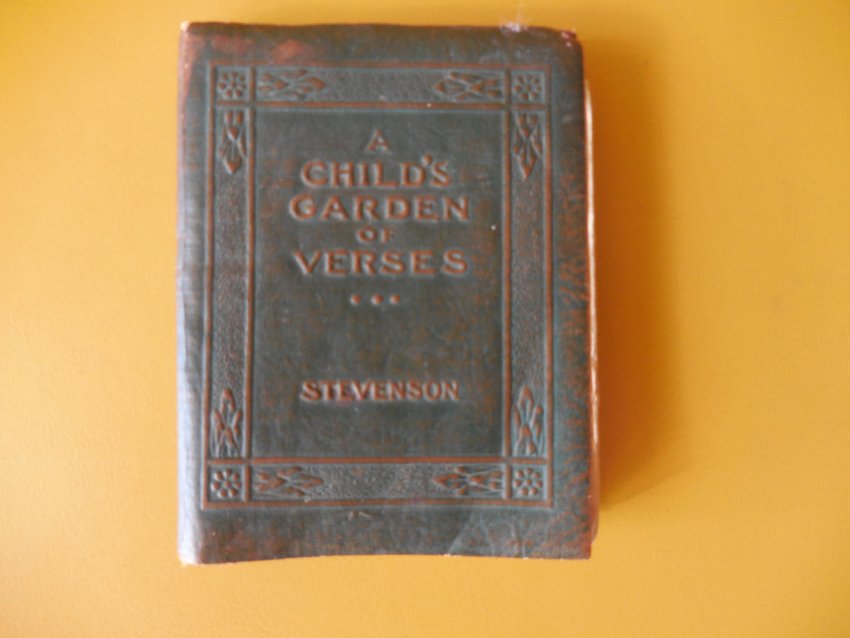 A
CHILD'S
GARDEN
OF
VERSES
STEVENSON